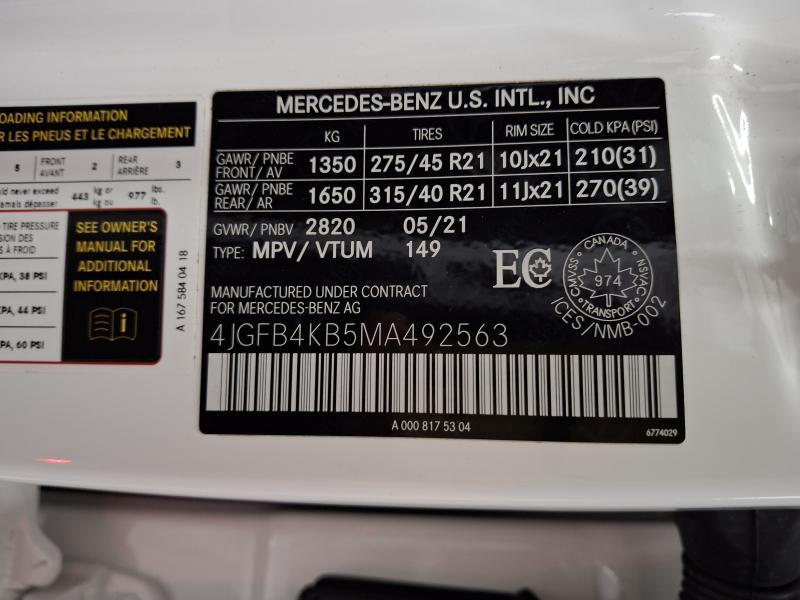 OADING INFORMATION
R LES PNEUS ET LE CHARGEMENT
5 FRONT AVANT 2 REAR ARRIÈRE 3
ld never exceed
jamais dépasser 443 kg or kg ou 977 lbs. lb.
TIRE PRESSURE
SION DES
S À FROID
KPA, 38 PSI
KPA, 44 PSI
KPA, 60 PSI
SEE OWNER'S
MANUAL FOR
ADDITIONAL
INFORMATION
i
A 167 584 04 18
MERCEDES-BENZ U.S. INTL., INC
KG TIRES RIM SIZE COLD KPA (PSI)
GAWR/ PNBE FRONT/ AV 1350 275/45 R21 10Jx21 210(31)
GAWR/ PNBE REAR/ AR 1650 315/40 R21 11Jx21 270(39)
GVWR/ PNBV 2820 05/21
TYPE: MPV/ VTUM 149
EC
CANADA
CMVSS NSVAC
974
TRANSPORT
ICES/NMB-002
MANUFACTURED UNDER CONTRACT
FOR MERCEDES-BENZ AG
4JGFB4KB5MA492563
A 000 817 53 04
6774029